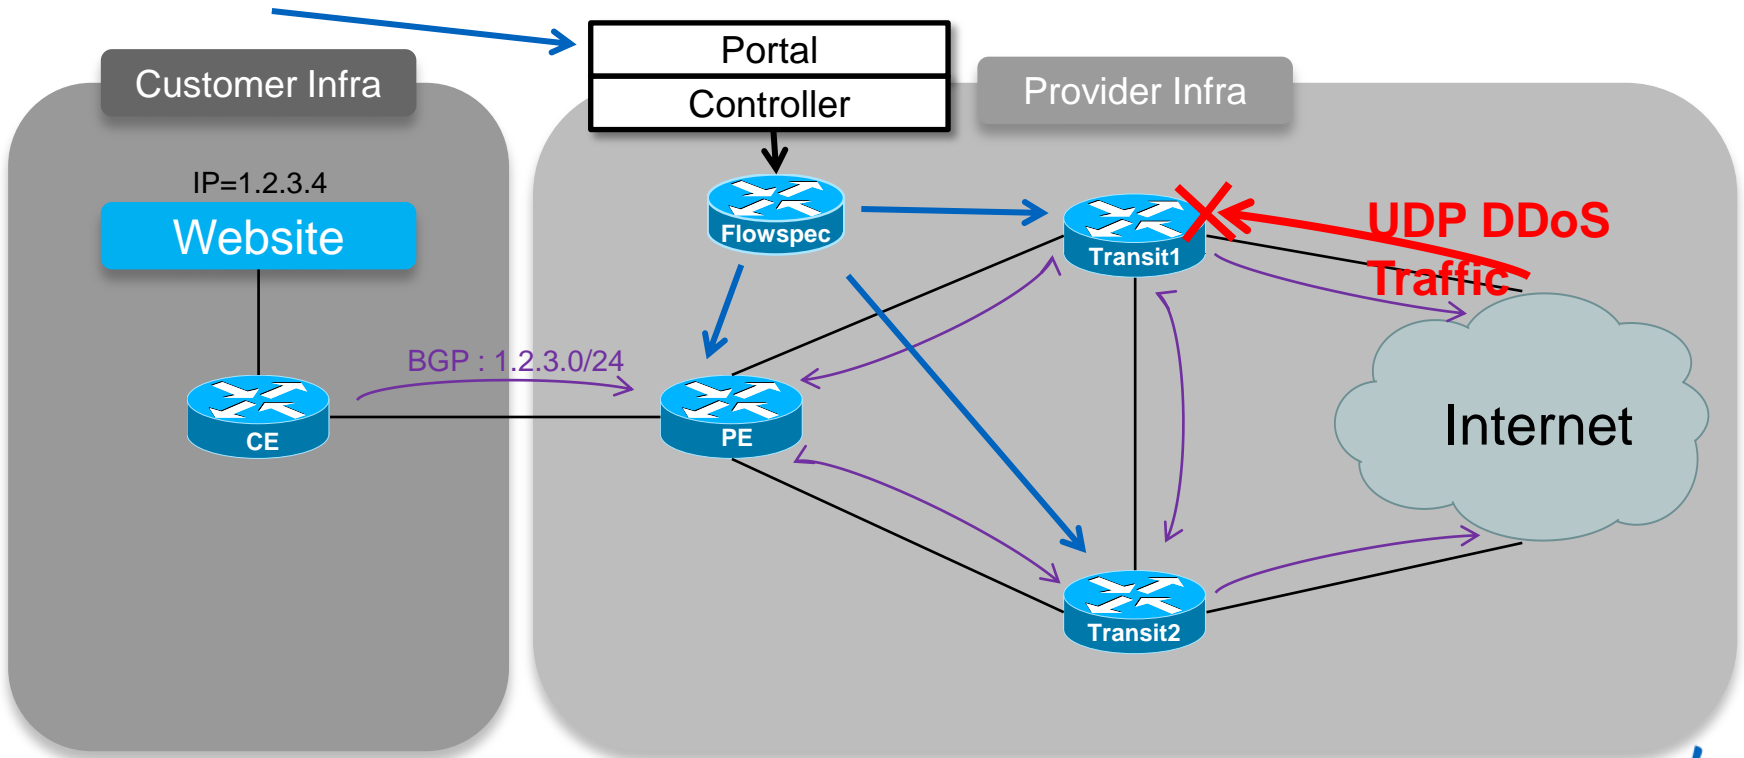 Portal
Customer Infra
Controller
Provider Infra
IP=1.2.3.4
Website
Flowspec
Transit1
UDP DDoS
Traffic
BGP : 1.2.3.0/24
CE
PE
Internet
Transit2